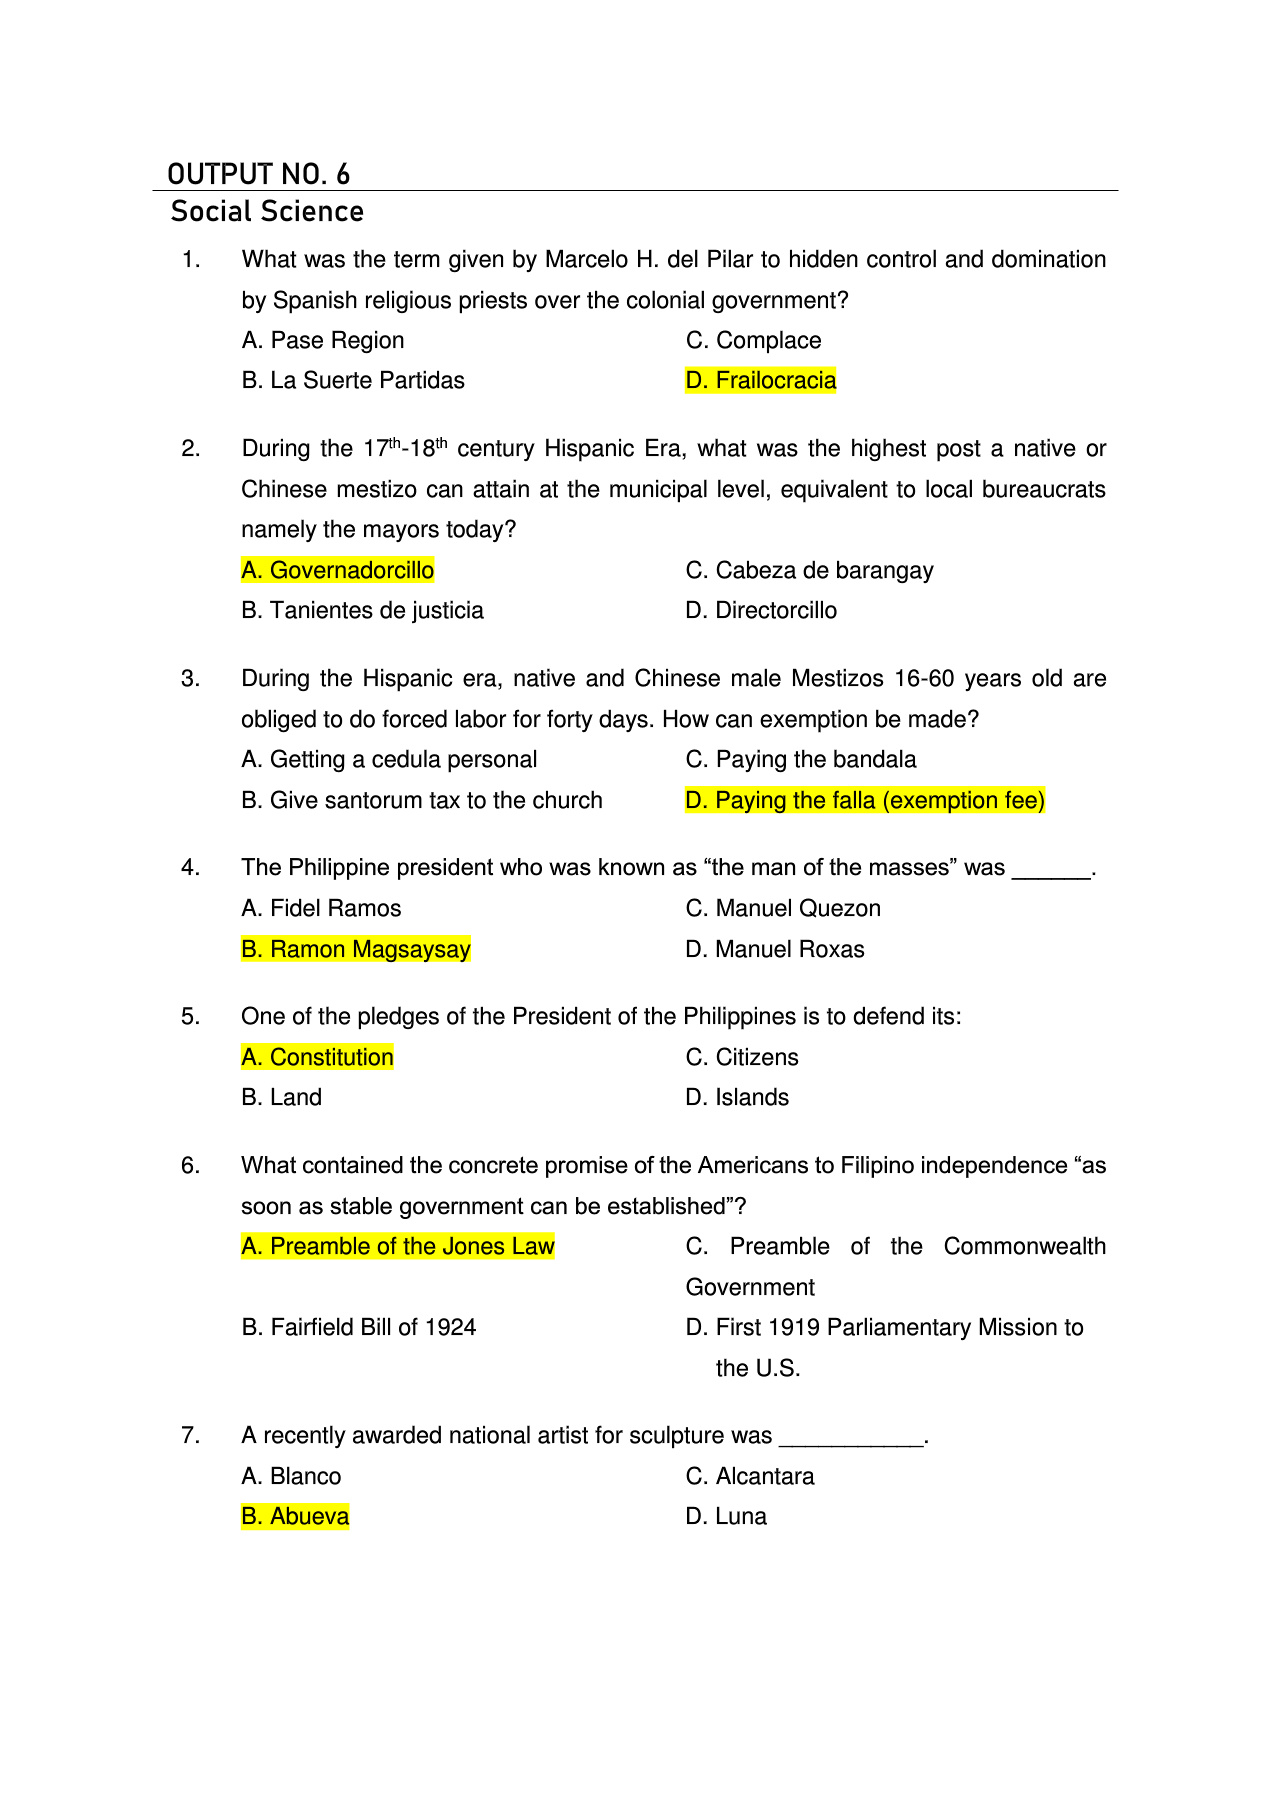 OUTPUT NO. 6
Social Science
1. What was the term given by Marcelo H. del Pilar to hidden control and domination
by Spanish religious priests over the colonial government?
A. Pase Region C. Complace
B. La Suerte Partidas D. Frailocracia
2. During the 17th-18th century Hispanic Era, what was the highest post a native or
Chinese mestizo can attain at the municipal level, equivalent to local bureaucrats
namely the mayors today?
A. Governadorcillo C. Cabeza de barangay
B. Tanientes de justicia D. Directorcillo
3. During the Hispanic era, native and Chinese male Mestizos 16-60 years old are
obliged to do forced labor for forty days. How can exemption be made?
A. Getting a cedula personal C. Paying the bandala
B. Give santorum tax to the church D. Paying the falla (exemption fee)
4. The Philippine president who was known as “the man of the masses” was ______.
A. Fidel Ramos C. Manuel Quezon
B. Ramon Magsaysay D. Manuel Roxas
5. One of the pledges of the President of the Philippines is to defend its:
A. Constitution C. Citizens
B. Land D. Islands
6. What contained the concrete promise of the Americans to Filipino independence “as
soon as stable government can be established”?
A. Preamble of the Jones Law C. Preamble of the Commonwealth
Government
B. Fairfield Bill of 1924 D. First 1919 Parliamentary Mission to
the U.S.
7. A recently awarded national artist for sculpture was ___________.
A. Blanco C. Alcantara
B. Abueva D. Luna